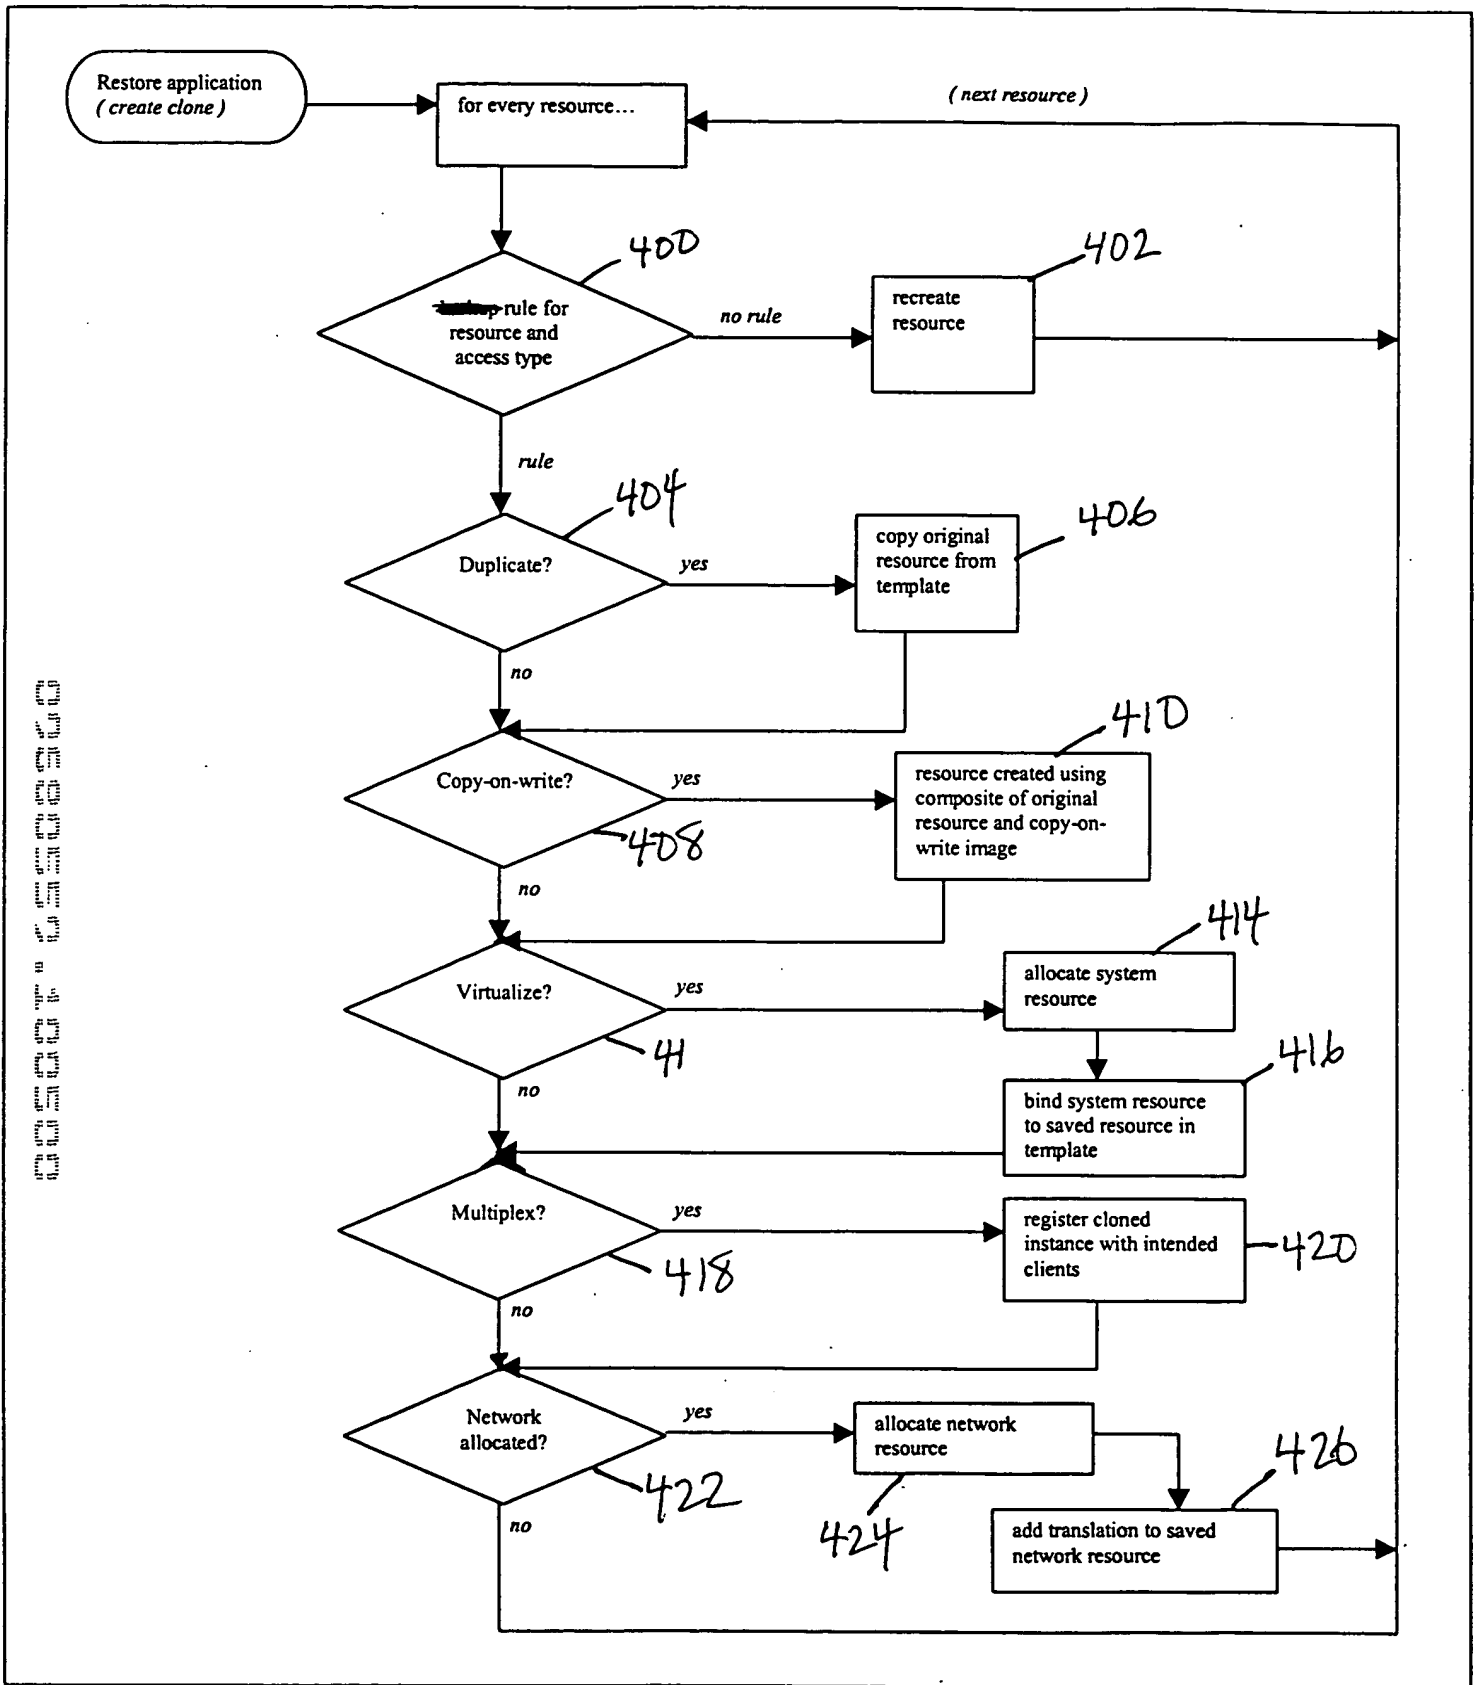 Restore application
( create clone )
for every resource...
( next resource )
400
rule for
resource and
access type
no rule
402
recreate
resource
rule
404
Duplicate?
yes
406
copy original
resource from
template
no
410
Copy-on-write?
yes
resource created using
composite of original
resource and copy-on-
write image
408
no
414
Virtualize?
yes
allocate system
resource
41
416
no
bind system resource
to saved resource in
template
Multiplex?
yes
register cloned
instance with intended
clients
420
418
no
Network
allocated?
yes
allocate network
resource
426
422
424
no
add translation to saved
network resource